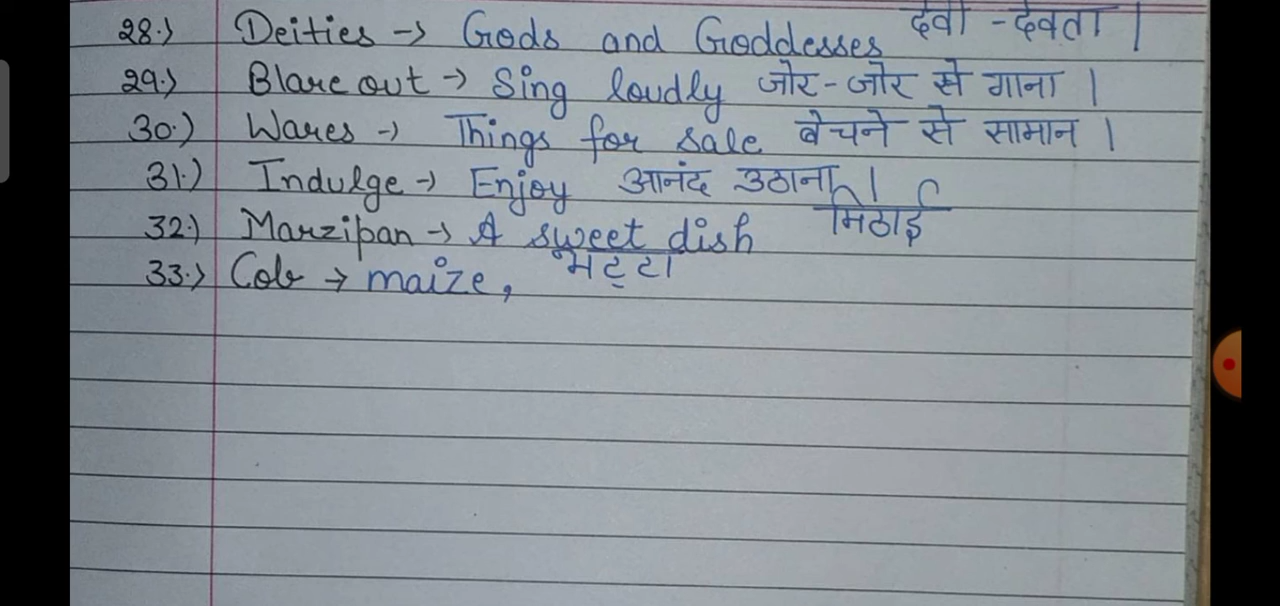 28.) Deities → Gods and Goddesses देवी - देवता |
29.) Blare out → Sing loudly जोर-जोर से गाना |
30.) Wares → Things for sale बेचने से सामान |
31.) Indulge → Enjoy आनंद उठाना |
32.) Marzipan → A sweet dish मिठाई
33.) Cob → maize, भट्टा